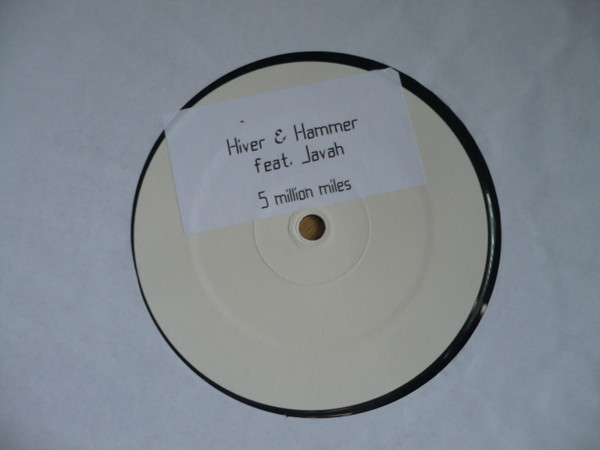 Hiver & Hammer
feat. Javah
5 million miles